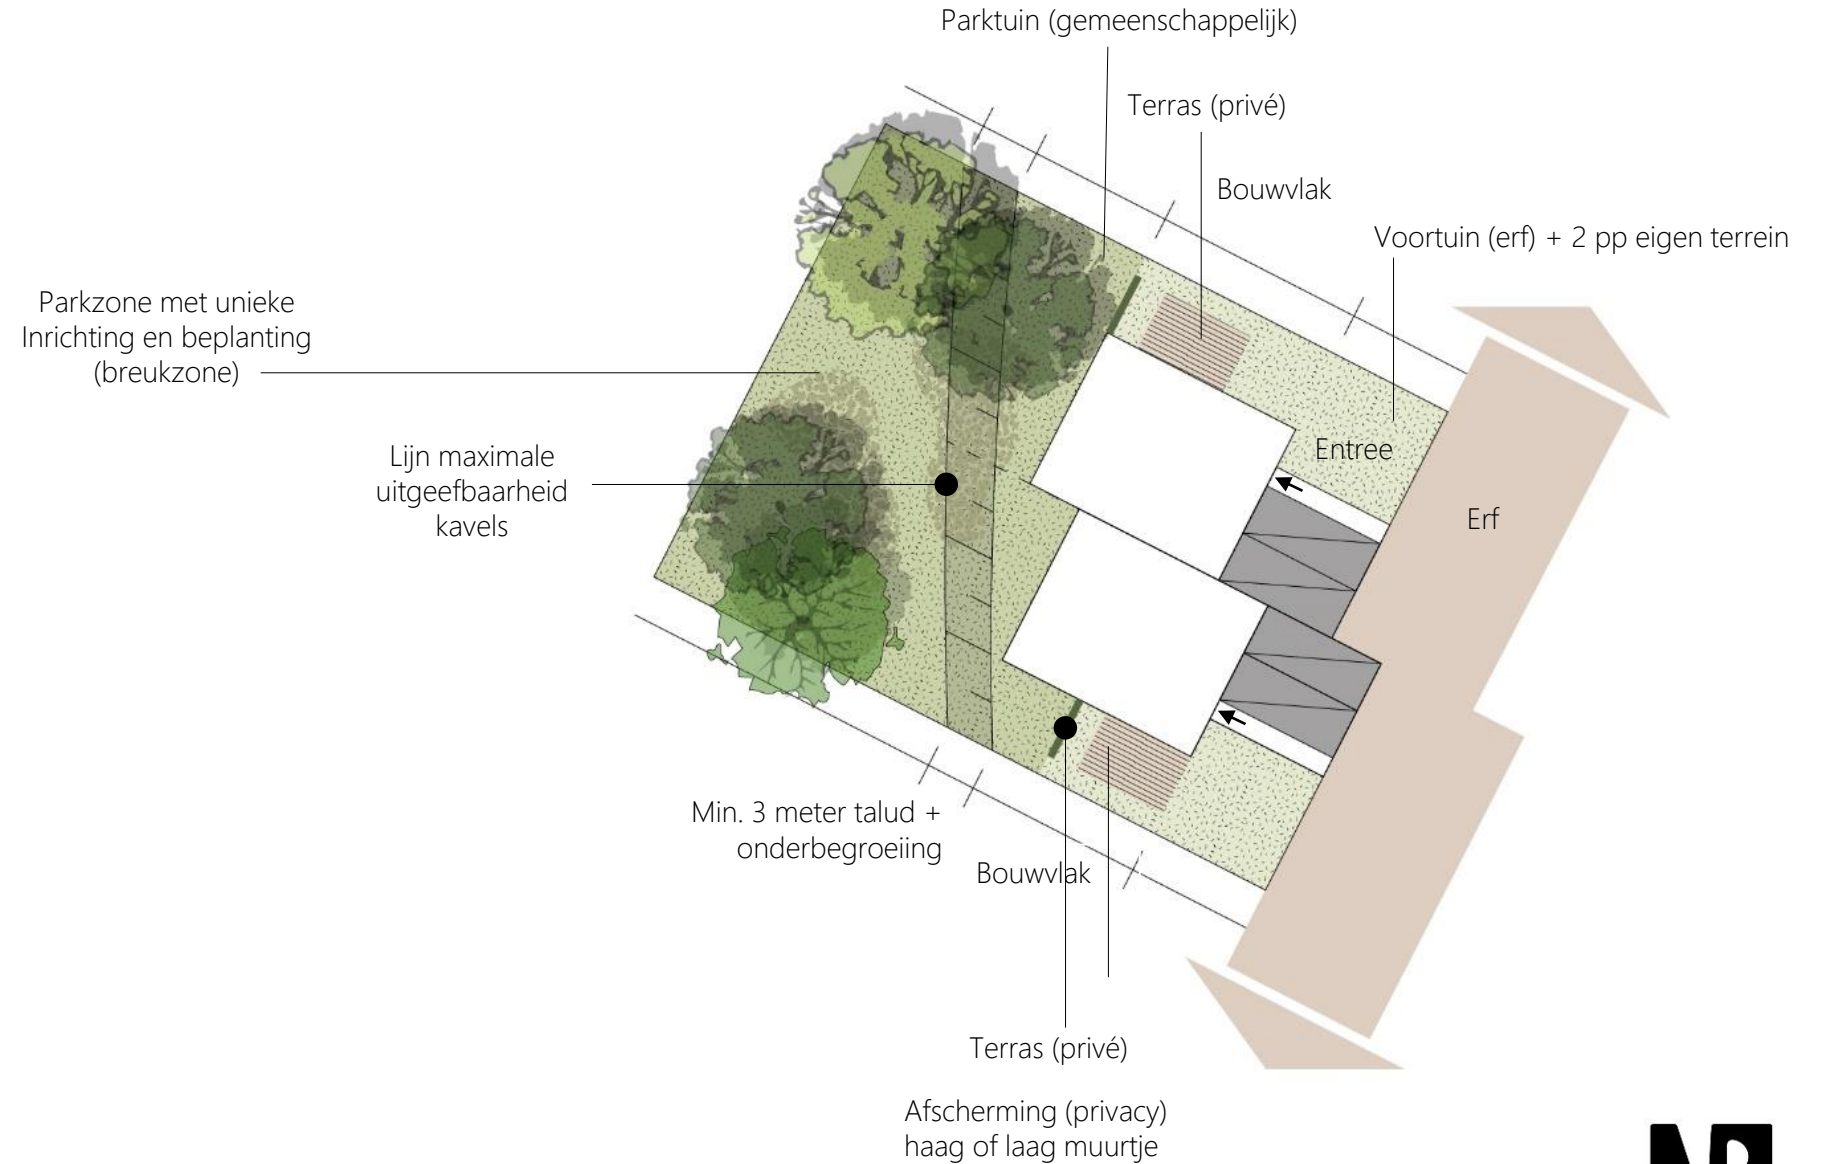 Parktuin (gemeenschappelijk)
Terras (privé)
Bouwvlak
Voortuin (erf) + 2 pp eigen terrein
Parkzone met unieke
Inrichting en beplanting
(breukzone)
Lijn maximale
uitgeefbaarheid
kavels
Entree
Erf
Min. 3 meter talud +
onderbegroeiing
Bouwvlak
Terras (privé)
Afscherming (privacy)
haag of laag muurtje